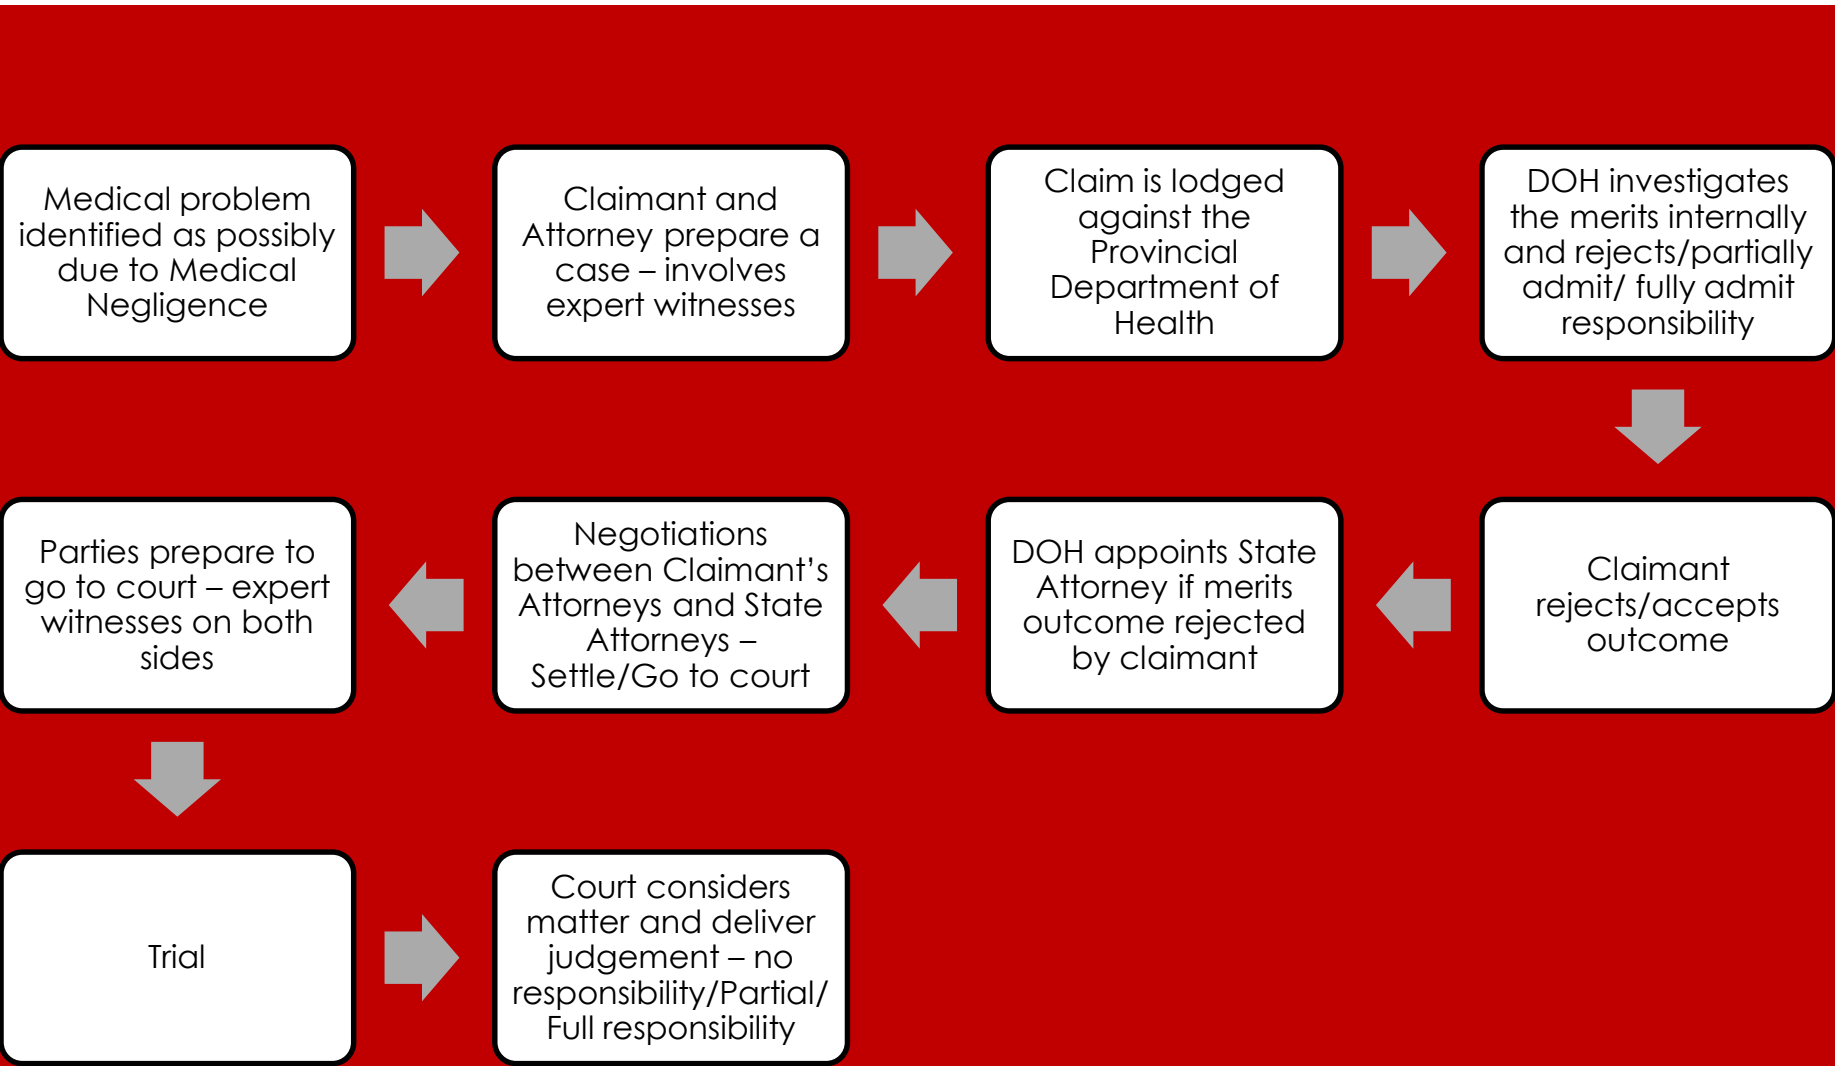 Medical problem
identified as possibly
due to Medical
Negligence
Claimant and
Attorney prepare a
case – involves
expert witnesses
Claim is lodged
against the
Provincial
Department of
Health
DOH investigates
the merits internally
and rejects/partially
admit/ fully admit
responsibility
Claimant
rejects/accepts
outcome
DOH appoints State
Attorney if merits
outcome rejected
by claimant
Negotiations
between Claimant’s
Attorneys and State
Attorneys –
Settle/Go to court
Parties prepare to
go to court – expert
witnesses on both
sides
Trial
Court considers
matter and deliver
judgement – no
responsibility/Partial/
Full responsibility